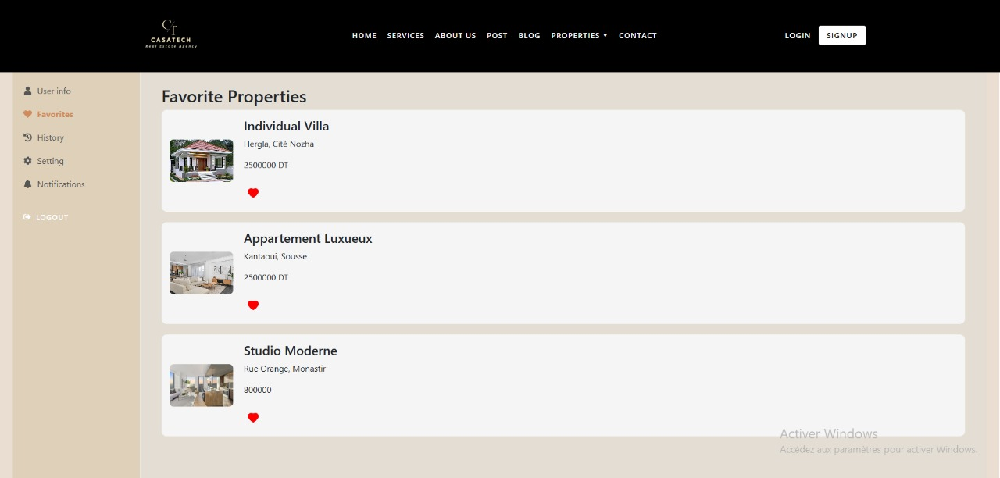 CT
CASATECH
Real Estate Agency
HOME SERVICES ABOUT US POST BLOG PROPERTIES ▼ CONTACT
LOGIN SIGNUP
User info
Favorites
History
Setting
Notifications
LOGOUT
Favorite Properties
Individual Villa
Hergla, Cité Nozha
2500000 DT
Appartement Luxueux
Kantaoui, Sousse
2500000 DT
Studio Moderne
Rue Orange, Monastir
800000
Activer Windows
Accédez aux paramètres pour activer Windows.